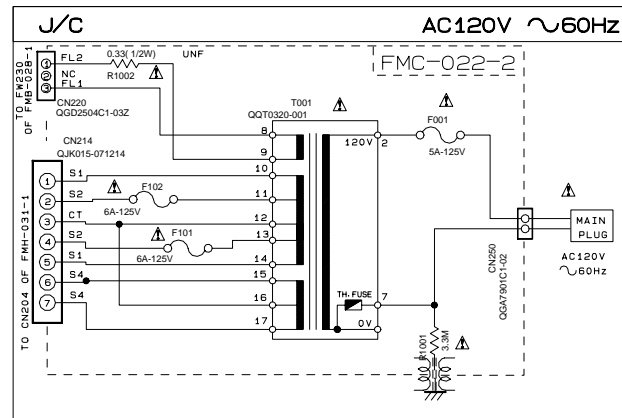 J/C
AC120V ～60Hz
FMC-022-2
TO FW230
OF FMB-028-1
1 FL2
2 NC
3 FL1
0.33( 1/2W)
R1002
UNF
CN220
QGD2504C1-03Z
CN214
QJK015-071214
T001
QQT0320-001
F001
5A-125V
TO CN204 OF FMH-031-1
1 S1
2 S2
3 CT
4 S2
5 S1
6 S4
7 S4
F102
6A-125V
F101
6A-125V
8
9
10
11
12
13
14
15
16
17
120V 2
TH. FUSE
7
0V
R1001
3.3M
CN250
QGA7901C1-02
MAIN
PLUG
AC120V
～60Hz